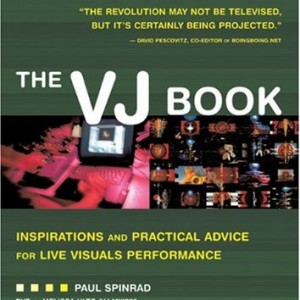 "THE REVOLUTION MAY NOT BE TELEVISED,
BUT IT'S CERTAINLY BEING PROJECTED."
— DAVID PESCOVITZ, CO-EDITOR OF BOINGBOING.NET
THE VJ BOOK
INSPIRATIONS AND PRACTICAL ADVICE
FOR LIVE VISUALS PERFORMANCE
PAUL SPINRAD